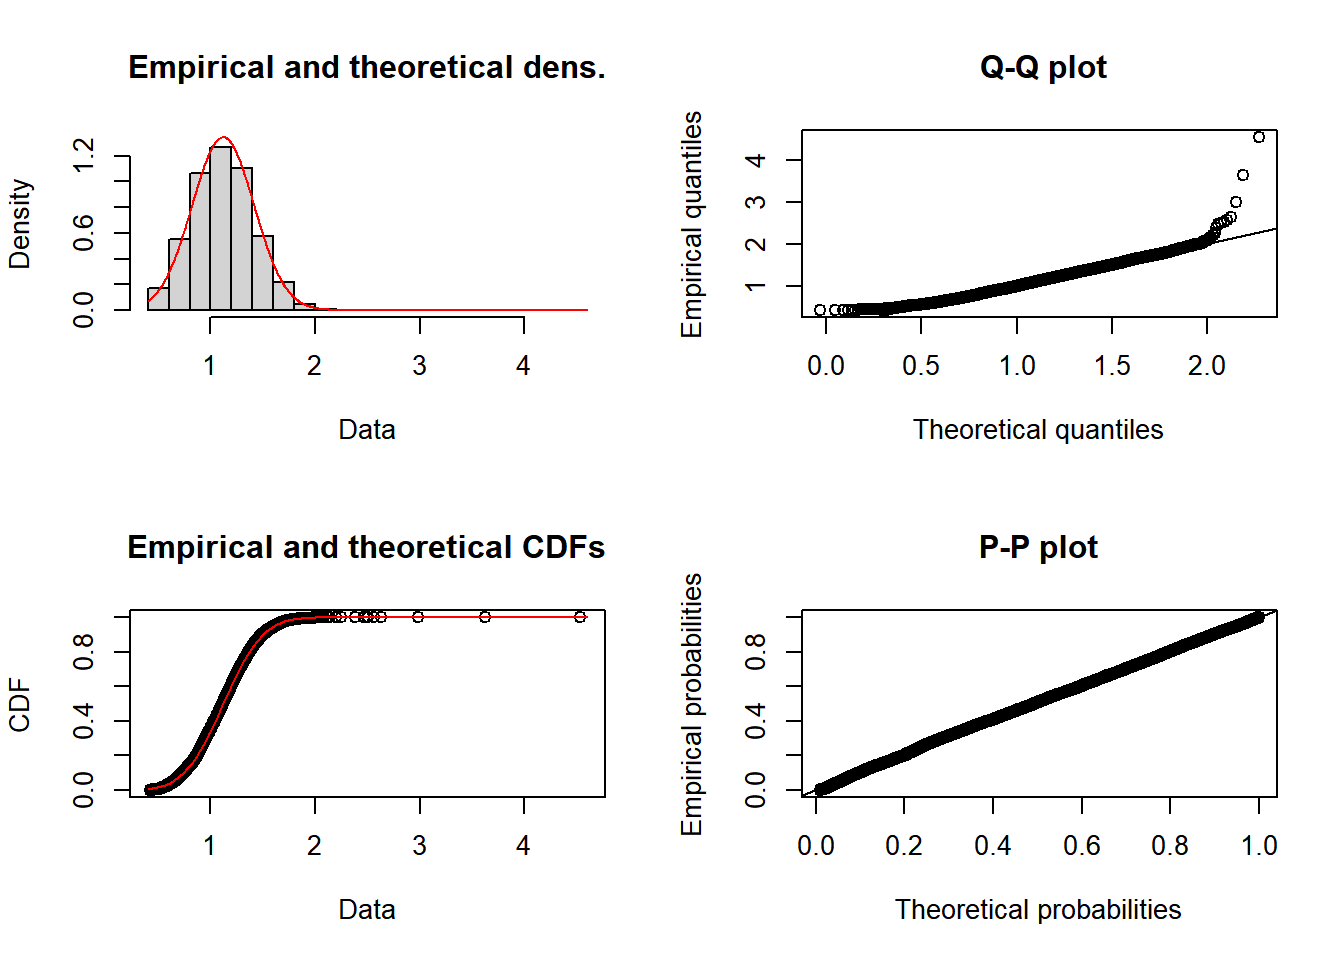 Empirical and theoretical dens.
Density
0.0 0.6 1.2
1 2 3 4
Data
Q-Q plot
Empirical quantiles
1 2 3 4
0.0 0.5 1.0 1.5 2.0
Theoretical quantiles
Empirical and theoretical CDFs
CDF
0.0 0.4 0.8
1 2 3 4
Data
P-P plot
Empirical probabilities
0.0 0.4 0.8
0.0 0.2 0.4 0.6 0.8 1.0
Theoretical probabilities